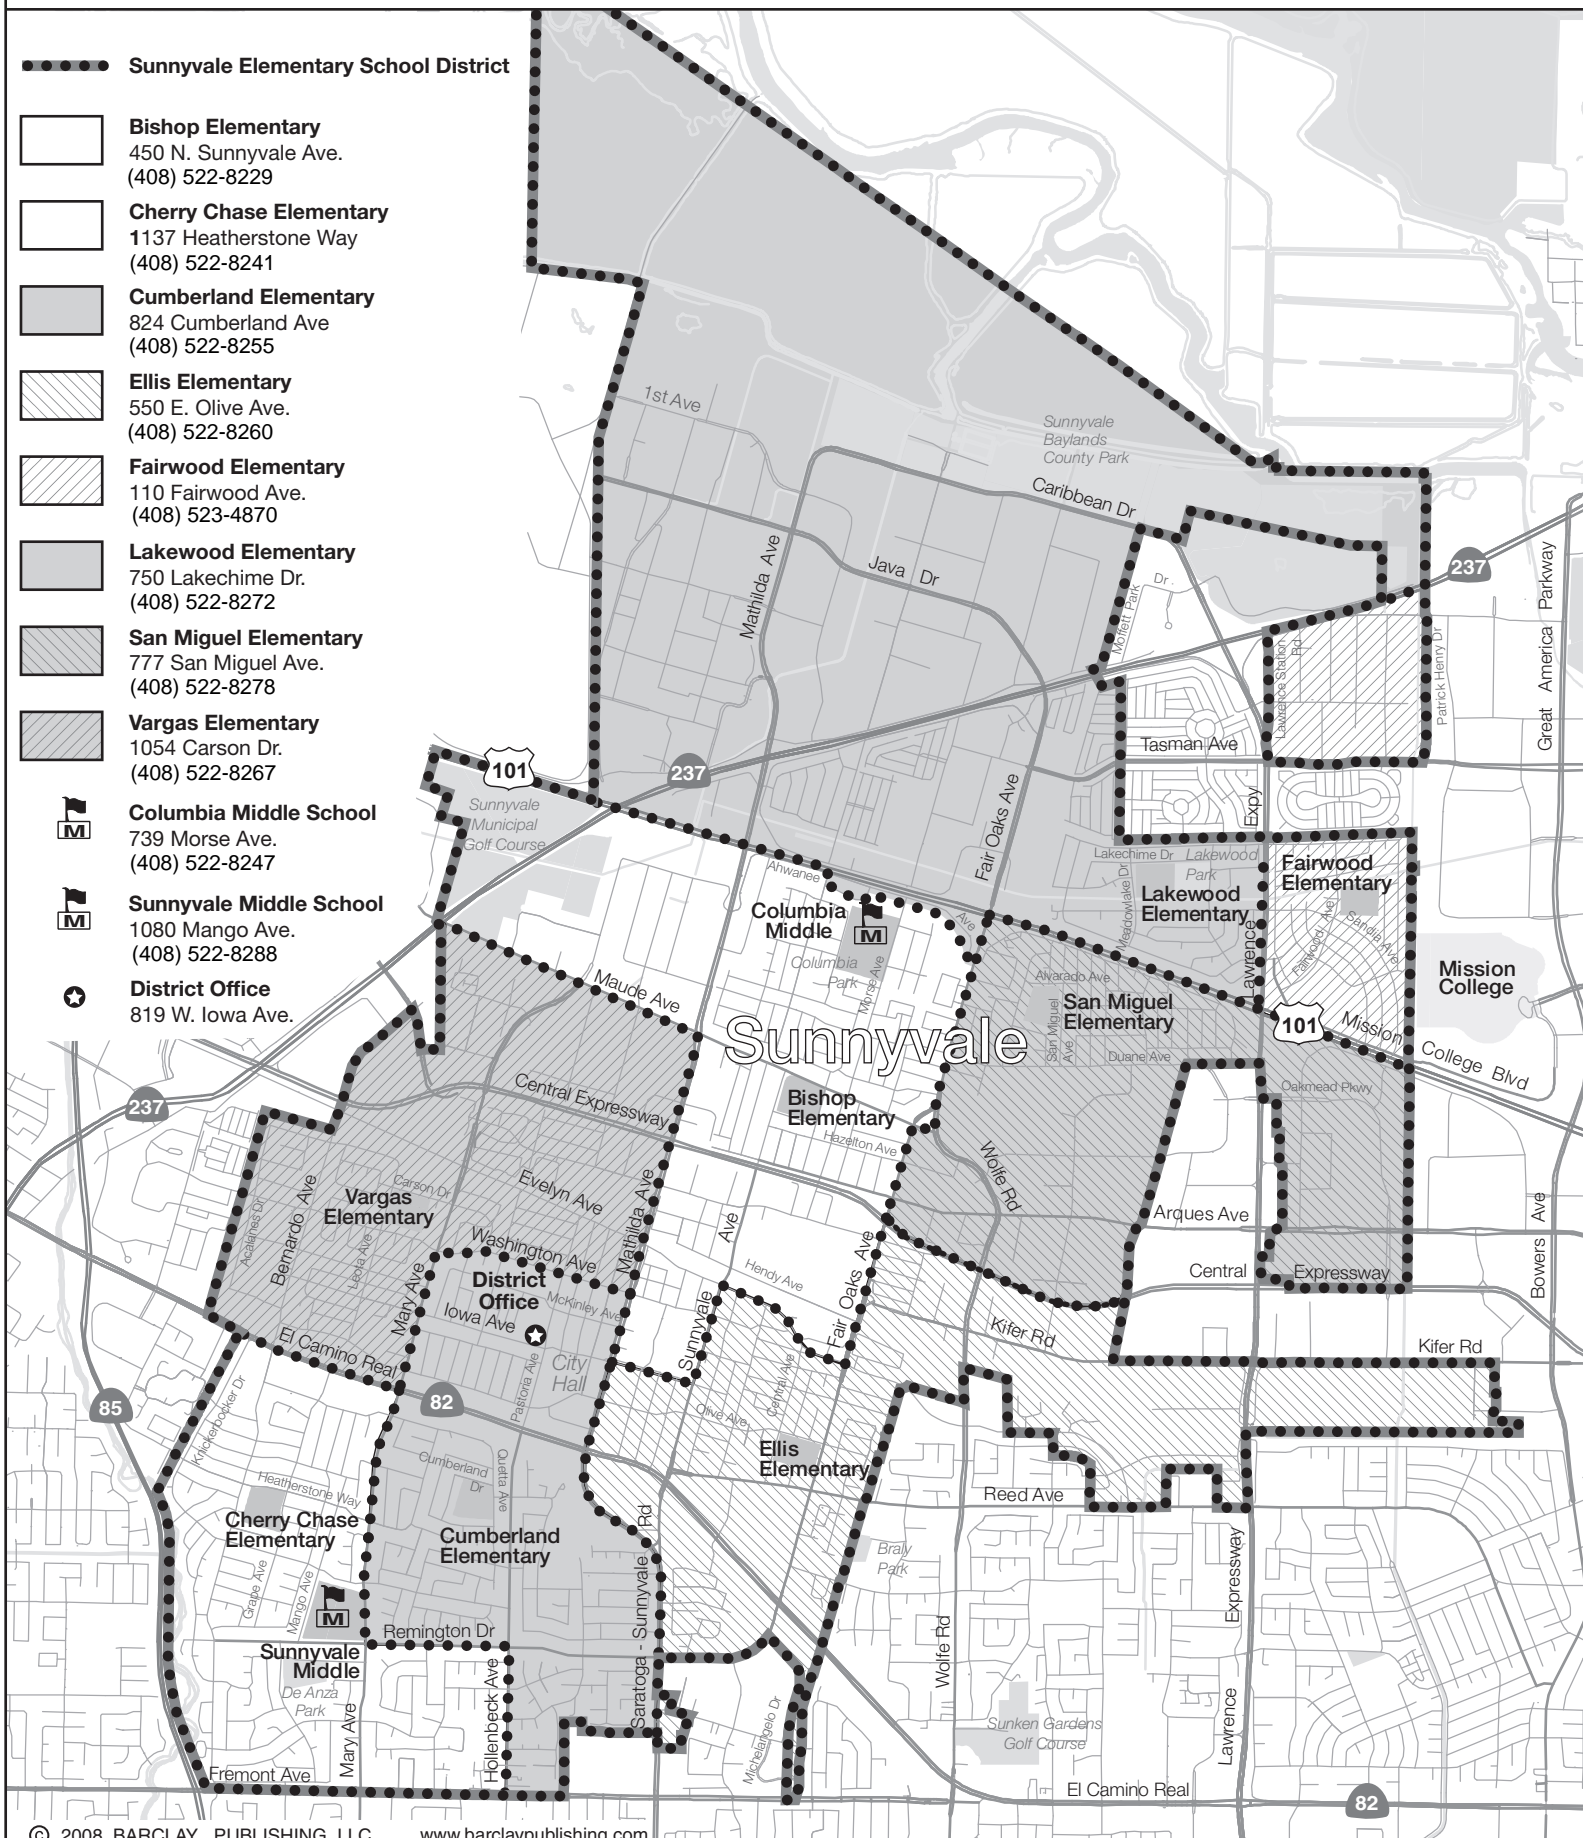 Sunnyvale Elementary School District
Bishop Elementary
450 N. Sunnyvale Ave.
(408) 522-8229
Cherry Chase Elementary
1137 Heatherstone Way
(408) 522-8241
Cumberland Elementary
824 Cumberland Ave
(408) 522-8255
Ellis Elementary
550 E. Olive Ave.
(408) 522-8260
Fairwood Elementary
110 Fairwood Ave.
(408) 523-4870
Lakewood Elementary
750 Lakechime Dr.
(408) 522-8272
San Miguel Elementary
777 San Miguel Ave.
(408) 522-8278
Vargas Elementary
1054 Carson Dr.
(408) 522-8267
M
Columbia Middle School
739 Morse Ave.
(408) 522-8247
M
Sunnyvale Middle School
1080 Mango Ave.
(408) 522-8288
District Office
819 W. Iowa Ave.
1st Ave
Sunnyvale
Baylands
County Park
Caribbean Dr
Mathilda Ave
Java Dr
Moffett Park
Dr
237
Great America Parkway
Lawrence Station
Rd
Patrick Henry Dr
Tasman Ave
101
237
Sunnyvale
Municipal
Golf Course
Fair Oaks Ave
Expy
Ahwanee
Ave
Lakechime Dr
Lakewood
Park
Meadowlake Dr
Lakewood
Elementary
Fairwood
Elementary
Fairwood Ave
Sandia Ave
Lawrence
Columbia
Middle
M
Columbia
Park
Morse Ave
Maude Ave
Alvarado Ave
San Miguel
Elementary
San Miguel
Ave
Duane Ave
Mission
College
101
Mission
College Blvd
Sunnyvale
Oakmead Pkwy
Central Expressway
Bishop
Elementary
Hazelton Ave
237
Wolfe Rd
Evelyn Ave
Carson Dr
Vargas
Elementary
Acalanes Dr
Bernardo Ave
Leola Ave
Washington Ave
Mathilda Ave
Ave
Arques Ave
Bowers Ave
Mary Ave
District
Office
McKinley Ave
Iowa Ave
Hendy Ave
Fair Oaks Ave
Central
Expressway
Sunnyvale
Kifer Rd
Kifer Rd
El Camino Real
City
Hall
Pastoria Ave
82
85
Knickerbocker Dr
Olive Ave
Central Ave
Ellis
Elementary
Cumberland
Dr
Quetta Ave
Heatherstone Way
Reed Ave
Cherry Chase
Elementary
Cumberland
Elementary
Rd
Braly
Park
Grape Ave
Mango Ave
M
Expressway
Remington Dr
Sunnyvale
Middle
De Anza
Park
Saratoga - Sunnyvale
Wolfe Rd
Mary Ave
Hollenbeck Ave
Michelangelo Dr
Sunken Gardens
Golf Course
Lawrence
Fremont Ave
El Camino Real
82
© 2008 BARCLAY PUBLISHING, LLC www.barclaypublishing.com